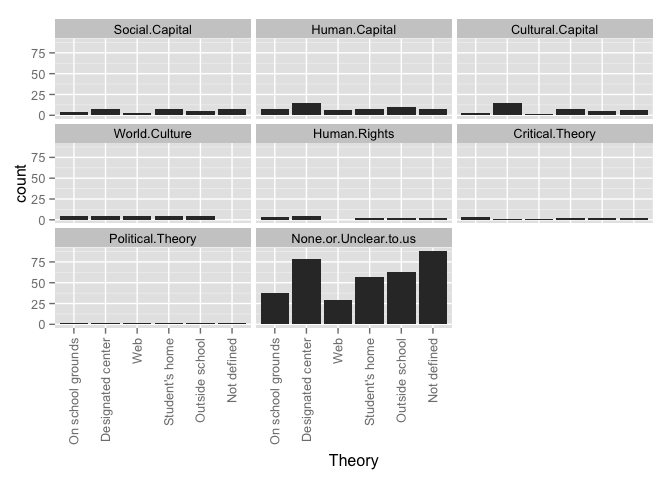 Social.Capital Human.Capital Cultural.Capital
75
50
25
0
World.Culture Human.Rights Critical.Theory
75
50
25
0
Political.Theory None.or.Unclear.to.us
75
50
25
0
count
On school grounds
Designated center
Web
Student's home
Outside school
Not defined
On school grounds
Designated center
Web
Student's home
Outside school
Not defined
Theory